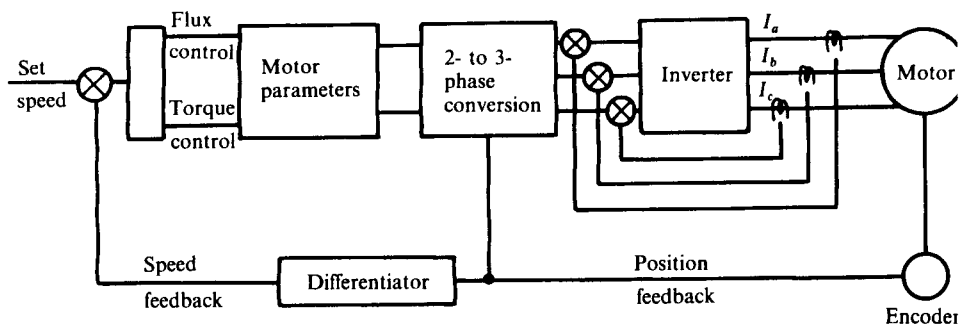 Set
speed
Flux
control
Torque
control
Motor
parameters
2- to 3-
phase
conversion
Inverter
I_a
I_b
I_c
Motor
Speed
feedback
Differentiator
Position
feedback
Encoder